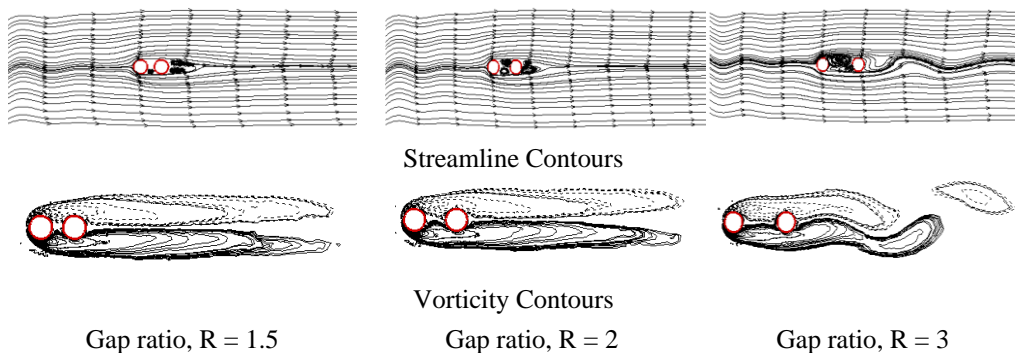 Streamline Contours
Vorticity Contours
Gap ratio, R = 1.5
Gap ratio, R = 2
Gap ratio, R = 3